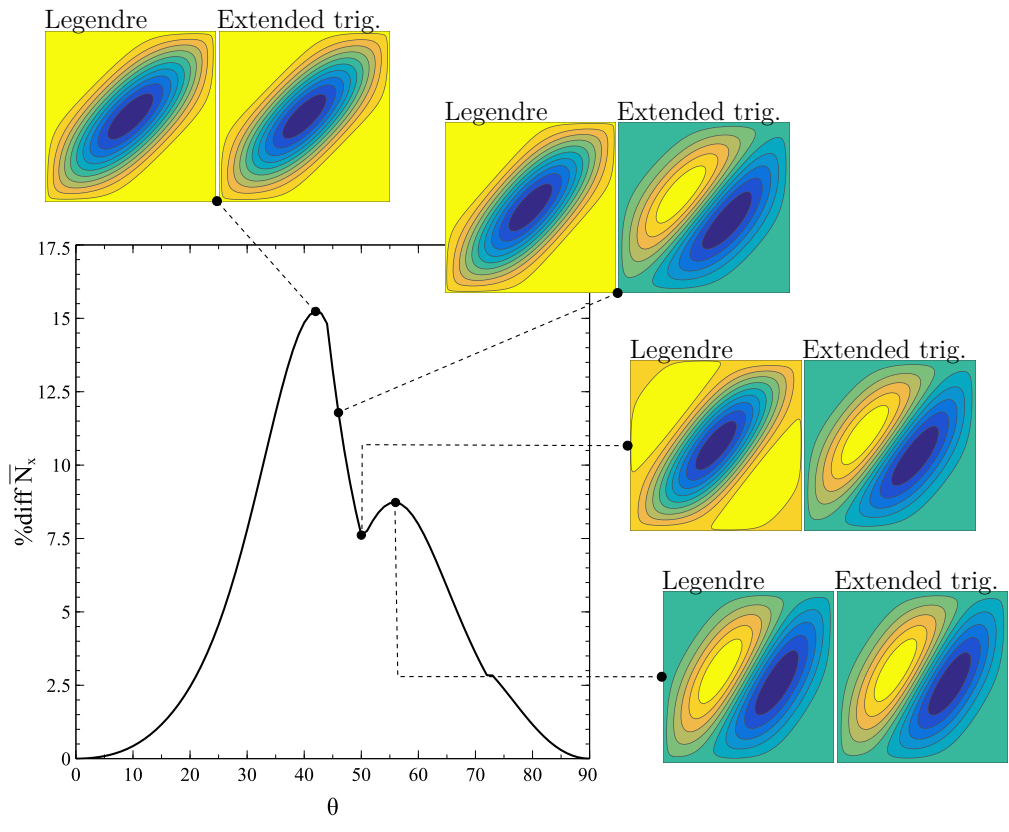 Legendre Extended trig.
Legendre Extended trig.
17.5
15
Legendre Extended trig.
12.5
10
%diff N̅x
7.5
Legendre Extended trig.
5
2.5
0
0 10 20 30 40 50 60 70 80 90
θ